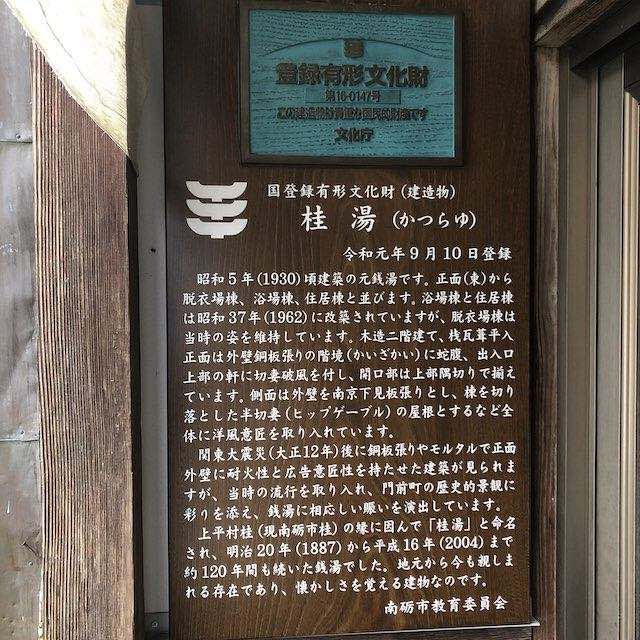 登録有形文化財
第16-0147号
この建造物は貴重な国民的財産です
文化庁
国登録有形文化財(建造物)
桂湯(かつらゆ)
令和元年9月10日登録
昭和5年(1930)頃建築の元銭湯です。正面(東)から
脱衣場棟、浴場棟、住居棟と並びます。浴場棟と住居棟
は昭和37年(1962)に改築されていますが、脱衣場棟は
当時の姿を維持しています。木造二階建て、桟瓦葺平入
正面は外壁銅板張りの階境(かいざかい)に蛇腹、出入口
上部の軒に切妻破風を付し、開口部は上部隅切りで揃え
ています。側面は外壁を南京下見板張りとし、棟を切り
落とした半切妻(ヒップゲーブル)の屋根とするなど全
体に洋風意匠を取り入れています。
関東大震災(大正12年)後に銅板張りやモルタルで正面
外壁に耐火性と広告意匠性を持たせた建築が見られま
すが、当時の流行を取り入れ、門前町の歴史的景観に
彩りを添え、銭湯に相応しい賑いを演出しています。
上平村桂(現南砺市桂)の縁に因んで「桂湯」と命名
され、明治20年(1887)から平成16年(2004)まで
約120年間も続いた銭湯でした。地元から今も親しま
れる存在であり、懐かしさを覚える建物なのです。
南砺市教育委員会